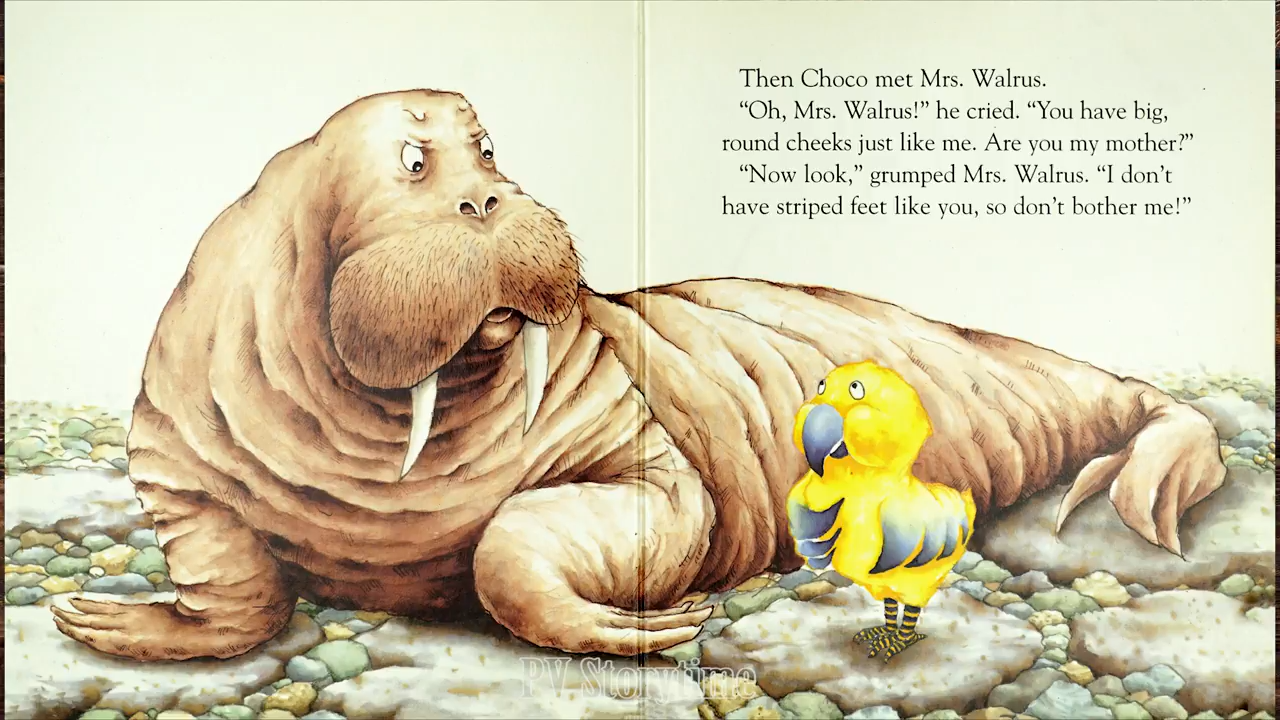 Then Choco met Mrs. Walrus.
“Oh, Mrs. Walrus!” he cried. “You have big,
round cheeks just like me. Are you my mother?”
“Now look,” grumped Mrs. Walrus. “I don’t
have striped feet like you, so don’t bother me!”
PV Storytime